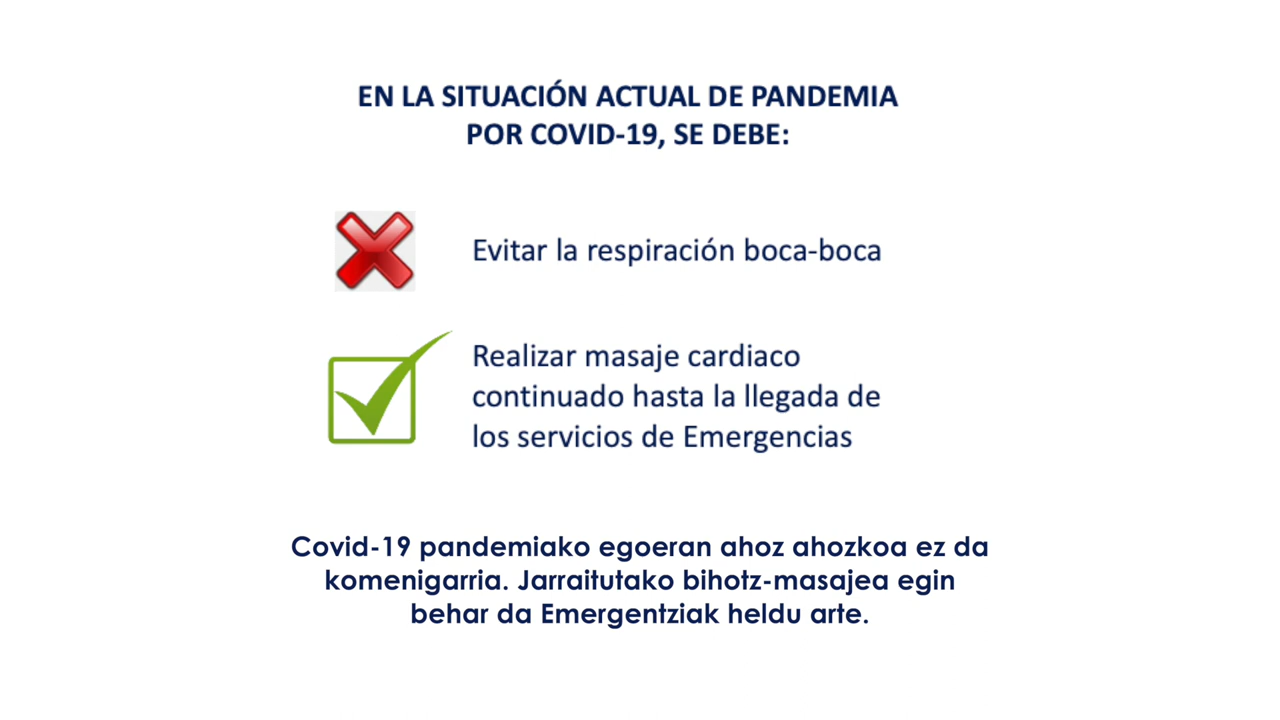 EN LA SITUACIÓN ACTUAL DE PANDEMIA
POR COVID-19, SE DEBE:
Evitar la respiración boca-boca
Realizar masaje cardiaco
continuado hasta la llegada de
los servicios de Emergencias
Covid-19 pandemiako egoeran ahoz ahozkoa ez da
komenigarria. Jarraitutako bihotz-masajea egin
behar da Emergentziak heldu arte.